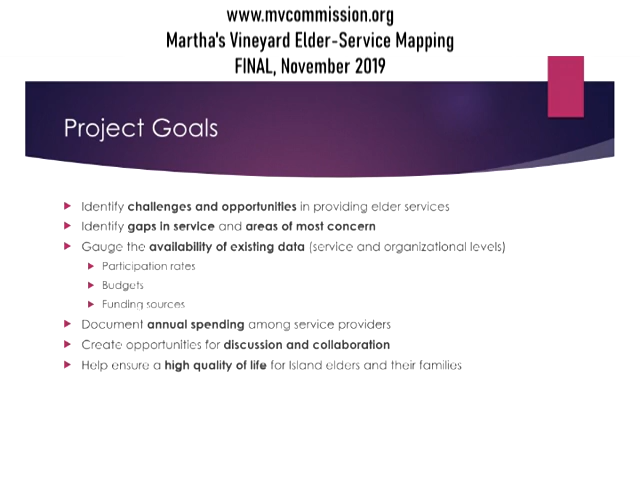 www.mvcommission.org
Martha's Vineyard Elder-Service Mapping
FINAL, November 2019
Project Goals
Identify challenges and opportunities in providing elder services
Identify gaps in service and areas of most concern
Gauge the availability of existing data (service and organizational levels)
Participation rates
Budgets
Funding sources
Document annual spending among service providers
Create opportunities for discussion and collaboration
Help ensure a high quality of life for Island elders and their families